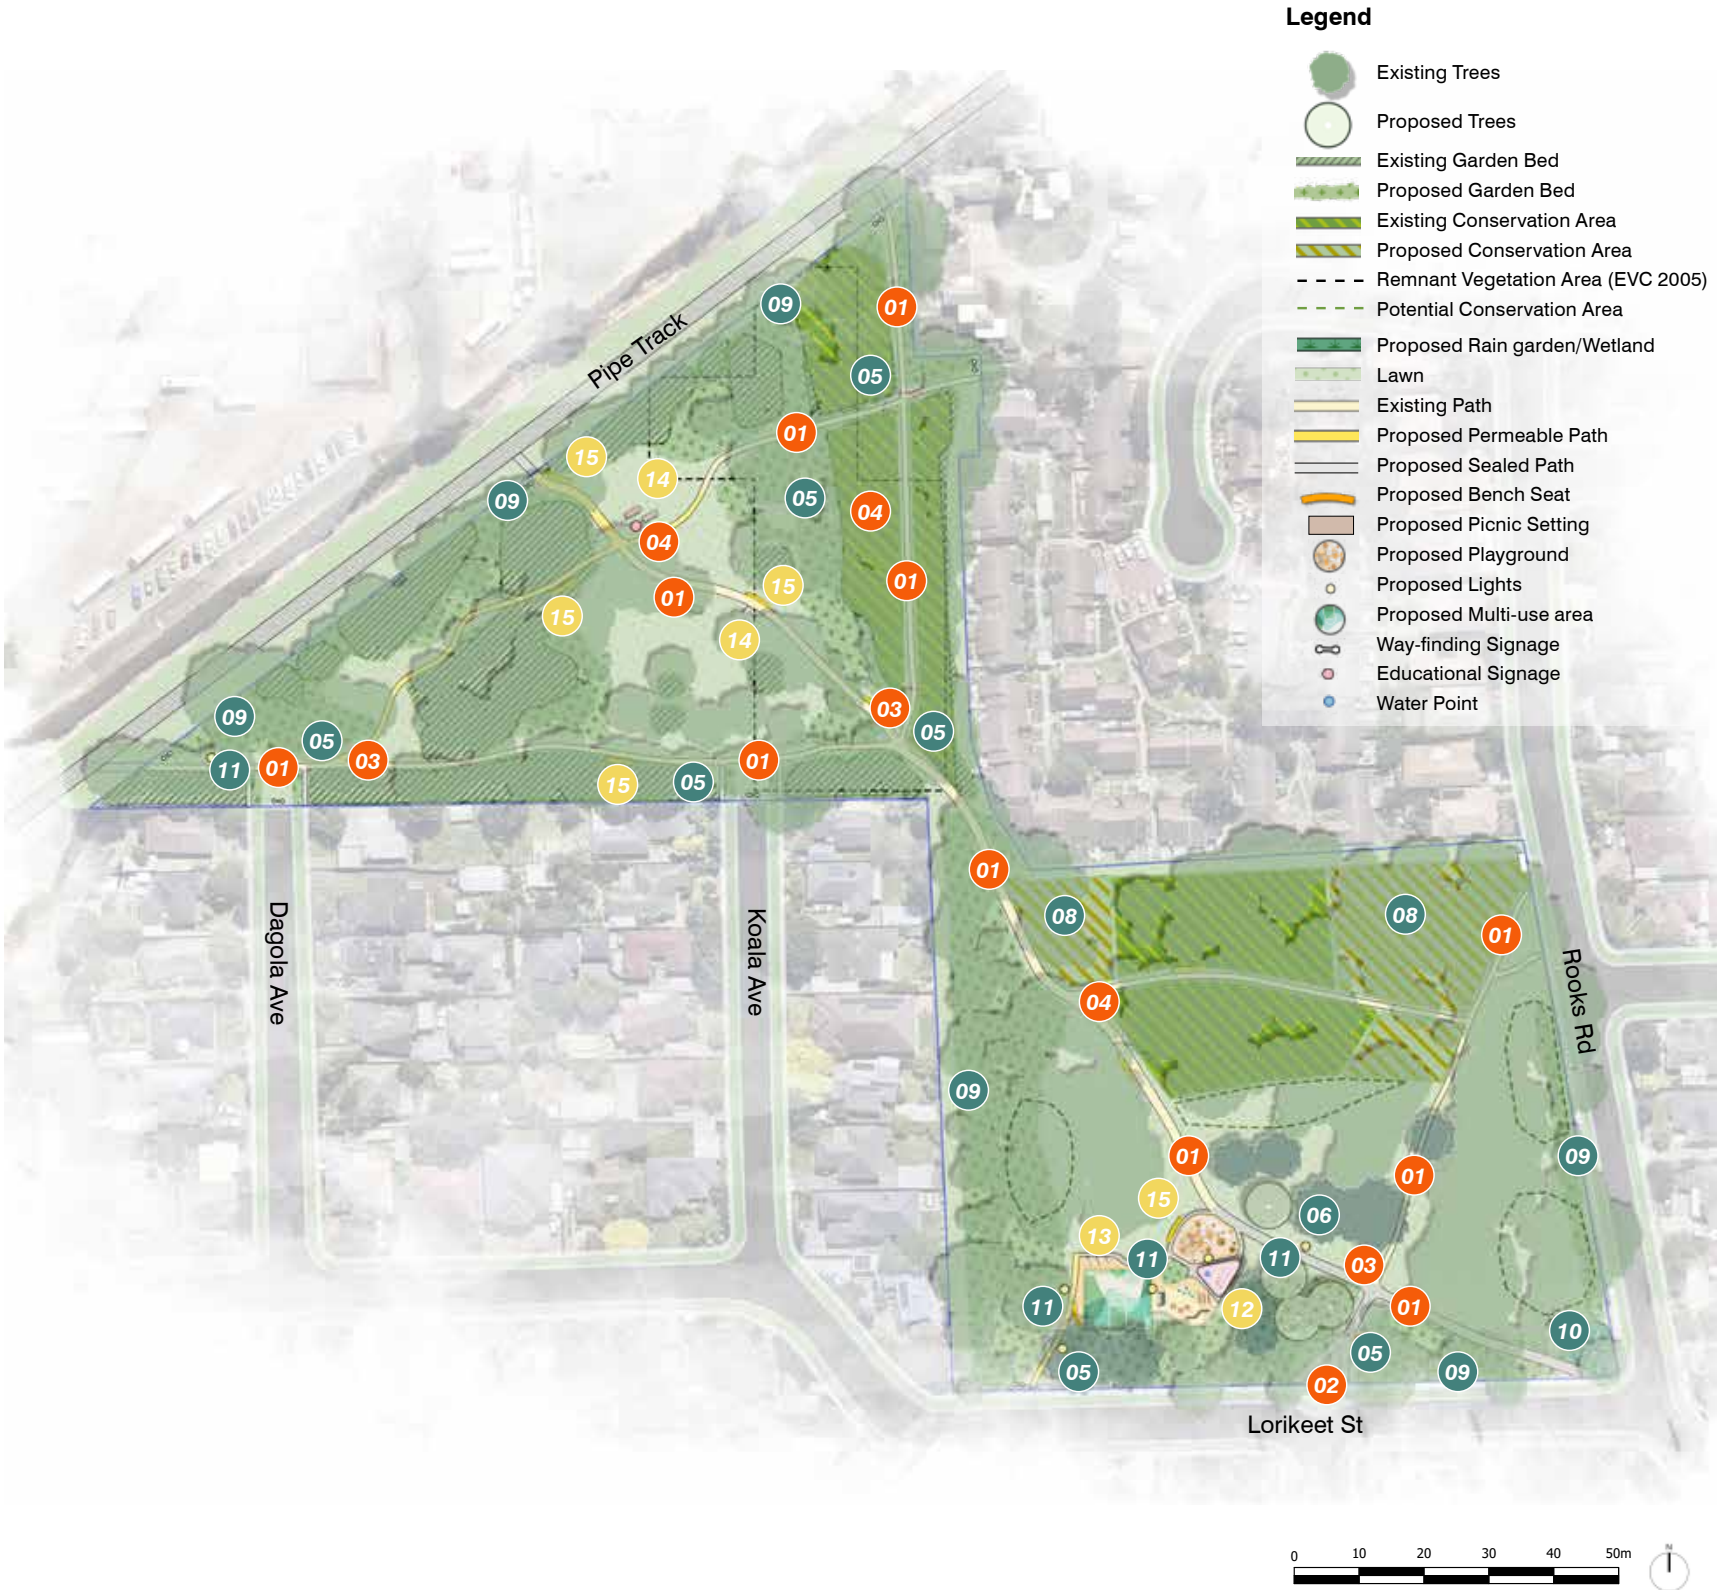 Legend
Existing Trees
Proposed Trees
Existing Garden Bed
Proposed Garden Bed
Existing Conservation Area
Proposed Conservation Area
Remnant Vegetation Area (EVC 2005)
Potential Conservation Area
Proposed Rain garden/Wetland
Lawn
Existing Path
Proposed Permeable Path
Proposed Sealed Path
Proposed Bench Seat
Proposed Picnic Setting
Proposed Playground
Proposed Lights
Proposed Multi-use area
Way-finding Signage
Educational Signage
Water Point
09
01
Pipe Track
05
01
15
14
09
05
04
04
01
15
01
15
14
03
09
05
05
11
01
03
01
15
05
01
08
08
01
Dagola Ave
Koala Ave
Rooks Rd
04
09
01
09
01
15
06
13
11
11
03
11
12
01
10
05
05
09
02
Lorikeet St
0 10 20 30 40 50m
N